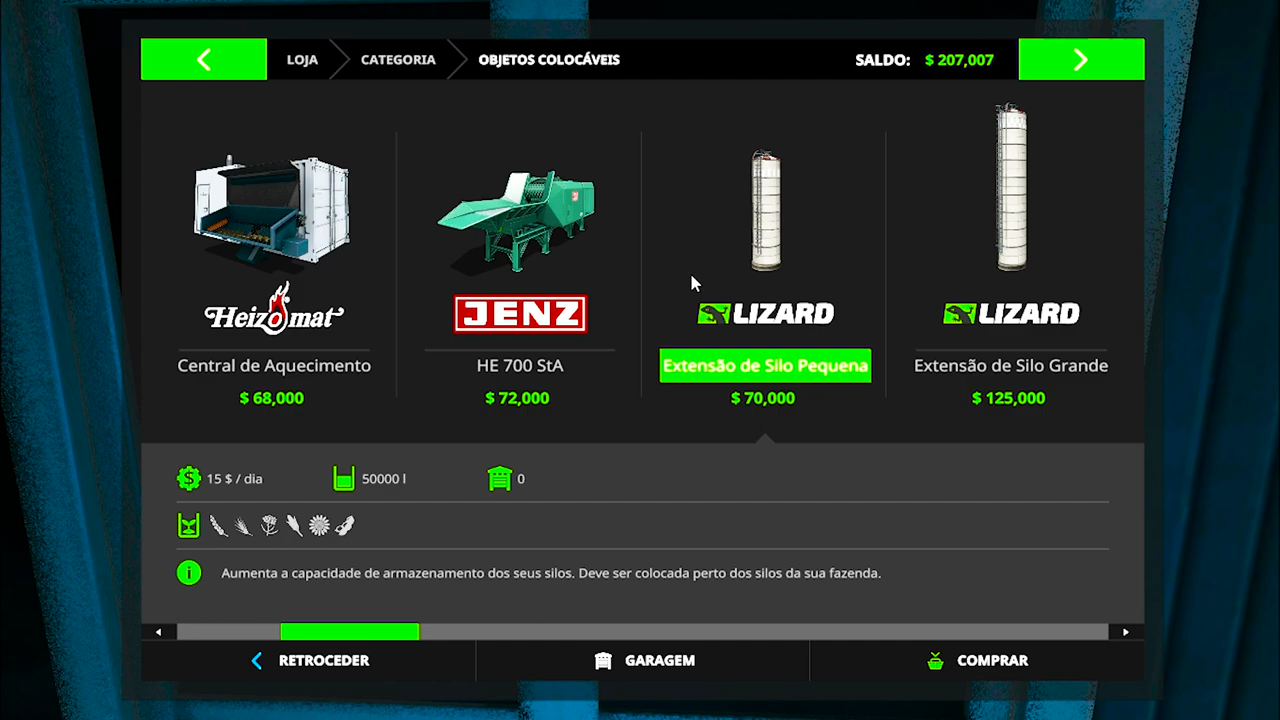 LOJA
CATEGORIA
OBJETOS COLOCÁVEIS
SALDO: $ 207,007
Heizomat
JENZ
LIZARD
LIZARD
Central de Aquecimento
HE 700 StA
Extensão de Silo Pequena
Extensão de Silo Grande
$ 68,000
$ 72,000
$ 70,000
$ 125,000
15 $ / dia
50000 l
0
Aumenta a capacidade de armazenamento dos seus silos. Deve ser colocada perto dos silos da sua fazenda.
RETROCEDER
GARAGEM
COMPRAR